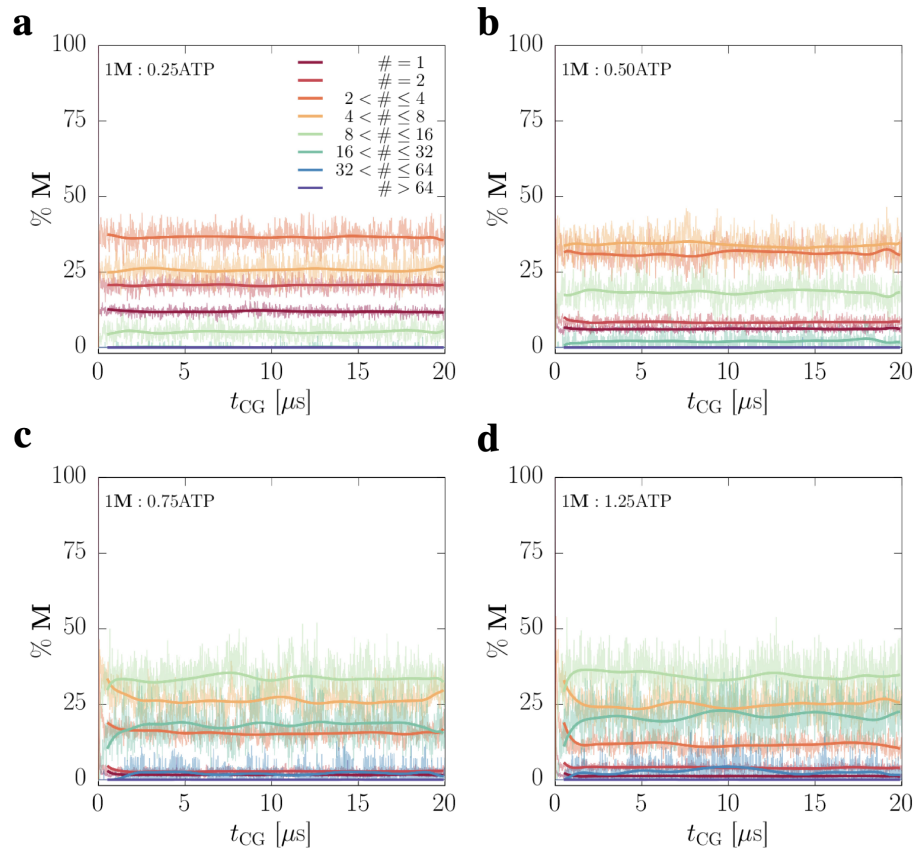 a
1M : 0.25ATP
# = 1
# = 2
2 < # ≤ 4
4 < # ≤ 8
8 < # ≤ 16
16 < # ≤ 32
32 < # ≤ 64
# > 64
100
75
50
25
0
% M
0 5 10 15 20
t_CG [μs]
b
1M : 0.50ATP
100
75
50
25
0
% M
0 5 10 15 20
t_CG [μs]
c
1M : 0.75ATP
100
75
50
25
0
% M
0 5 10 15 20
t_CG [μs]
d
1M : 1.25ATP
100
75
50
25
0
% M
0 5 10 15 20
t_CG [μs]